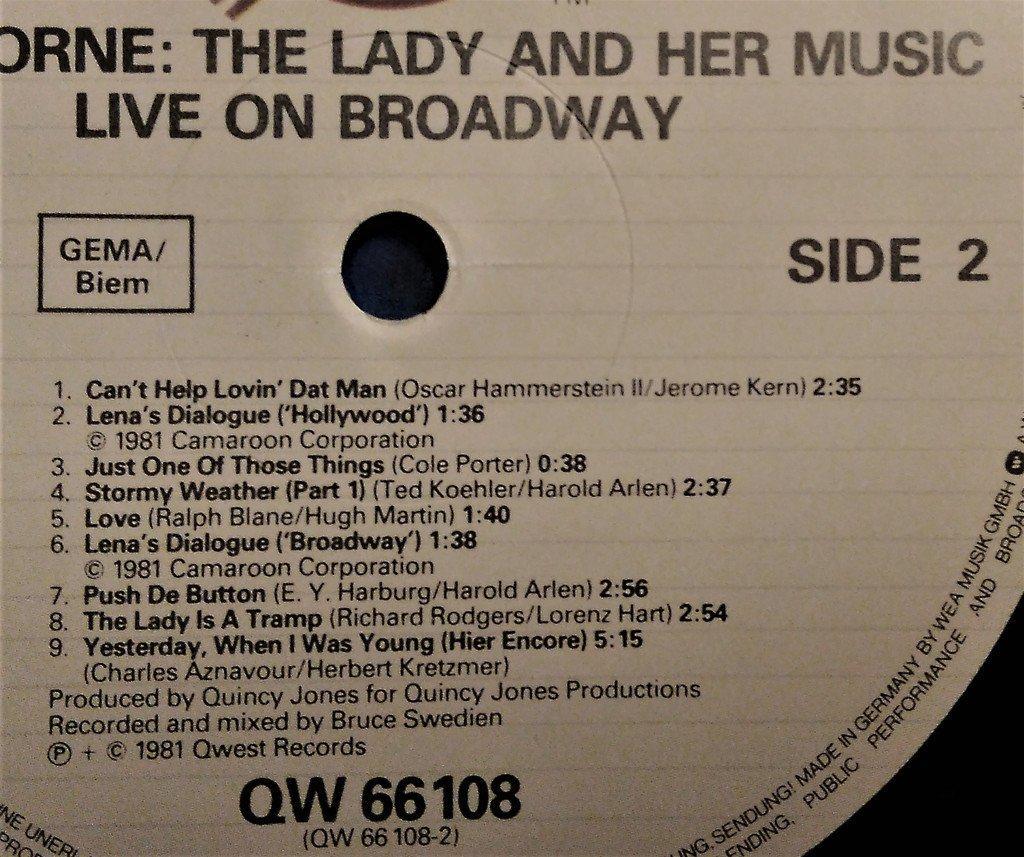 ORNE: THE LADY AND HER MUSIC
LIVE ON BROADWAY
GEMA/
Biem
SIDE 2
1. Can't Help Lovin' Dat Man (Oscar Hammerstein II/Jerome Kern) 2:35
2. Lena's Dialogue ('Hollywood') 1:36
© 1981 Camaroon Corporation
3. Just One Of Those Things (Cole Porter) 0:38
4. Stormy Weather (Part 1) (Ted Koehler/Harold Arlen) 2:37
5. Love (Ralph Blane/Hugh Martin) 1:40
6. Lena's Dialogue ('Broadway') 1:38
© 1981 Camaroon Corporation
7. Push De Button (E. Y. Harburg/Harold Arlen) 2:56
8. The Lady Is A Tramp (Richard Rodgers/Lorenz Hart) 2:54
9. Yesterday, When I Was Young (Hier Encore) 5:15
(Charles Aznavour/Herbert Kretzmer)
Produced by Quincy Jones for Quincy Jones Productions
Recorded and mixed by Bruce Swedien
℗ + © 1981 Qwest Records
QW 66 108
(QW 66 108-2)
UNG, SENDUNG! MADE IN GERMANY BY WEA MUSIK GMBH
ENDING, PUBLIC PERFORMANCE AND BROAD